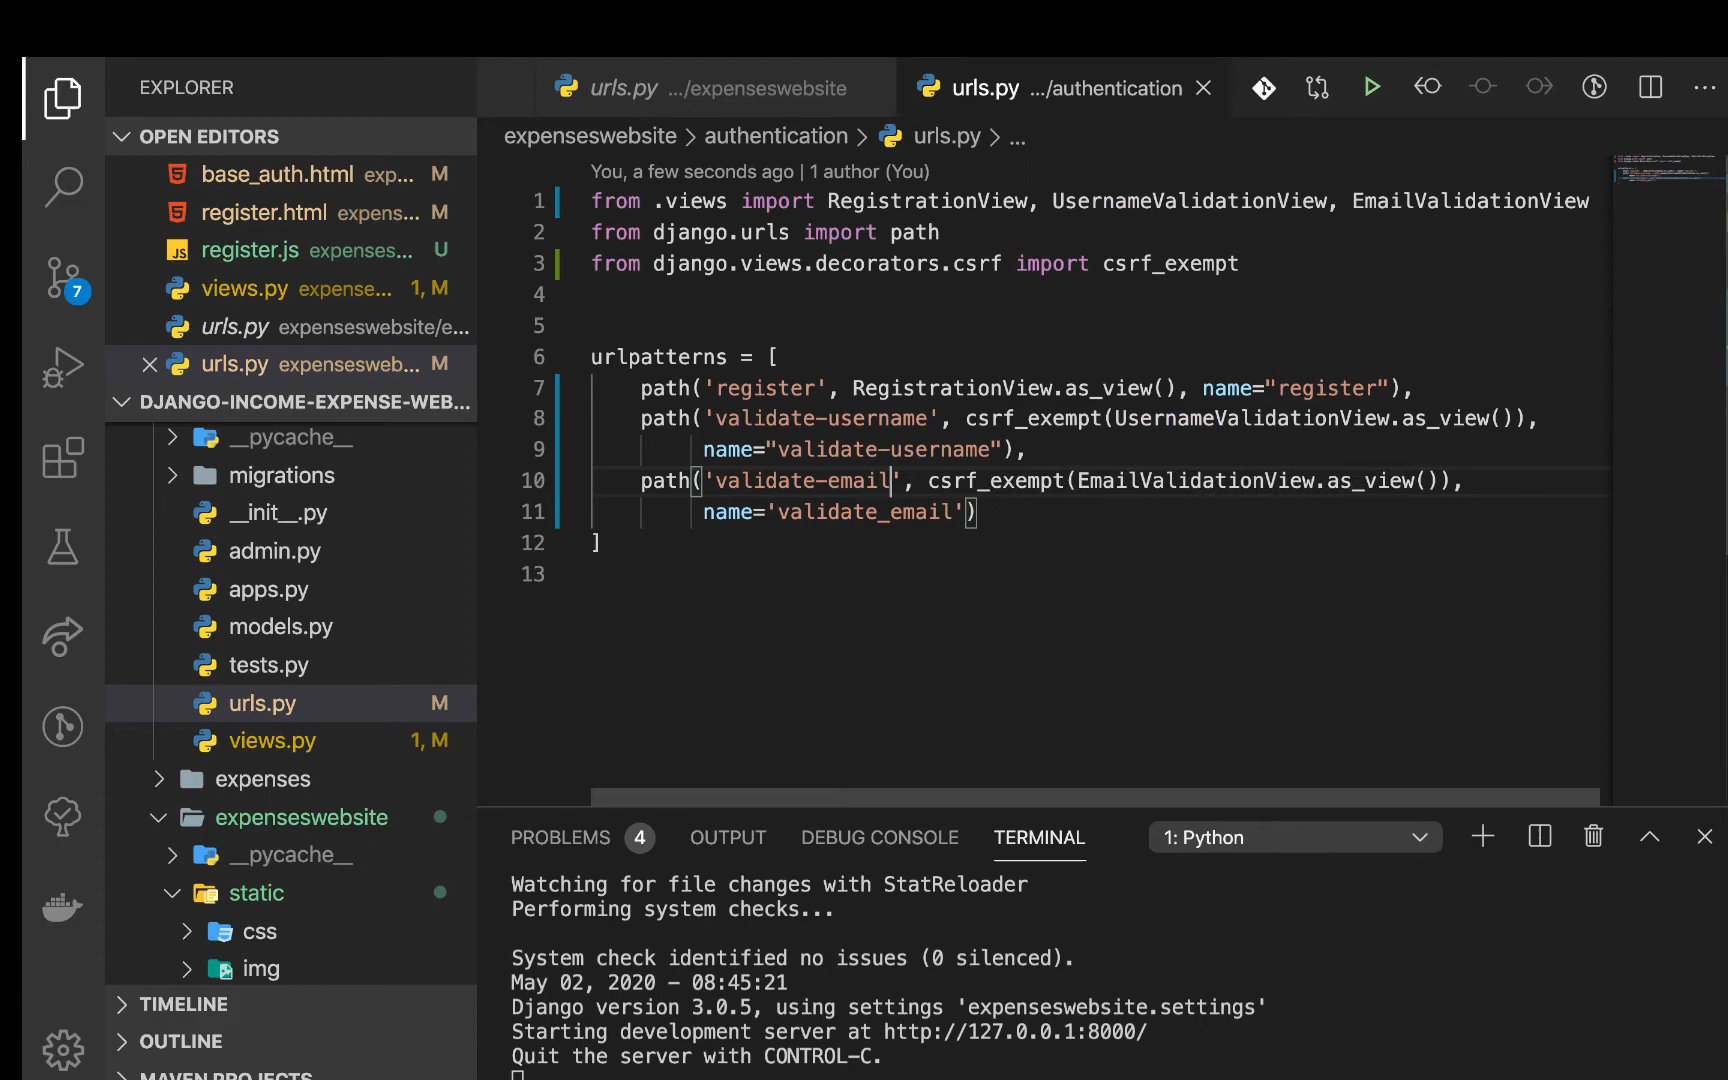 EXPLORER
OPEN EDITORS
base_auth.html exp... M
register.html expens... M
JS register.js expenses... U
views.py expense... 1, M
urls.py expenseswebsite/e...
urls.py expensesweb... M
DJANGO-INCOME-EXPENSE-WEB...
__pycache__
migrations
__init__.py
admin.py
apps.py
models.py
tests.py
urls.py M
views.py 1, M
expenses
expenseswebsite
__pycache__
static
css
img
TIMELINE
OUTLINE
MAVEN PROJECTS
7
urls.py .../expenseswebsite
urls.py .../authentication
expenseswebsite > authentication > urls.py > ...
You, a few seconds ago | 1 author (You)
1 from .views import RegistrationView, UsernameValidationView, EmailValidationView
2 from django.urls import path
3 from django.views.decorators.csrf import csrf_exempt
4
5
6 urlpatterns = [
7 path('register', RegistrationView.as_view(), name="register"),
8 path('validate-username', csrf_exempt(UsernameValidationView.as_view()),
9 name="validate-username"),
10 path('validate-email', csrf_exempt(EmailValidationView.as_view()),
11 name='validate_email')
12 ]
13
PROBLEMS 4 OUTPUT DEBUG CONSOLE TERMINAL 1: Python
Watching for file changes with StatReloader
Performing system checks...
System check identified no issues (0 silenced).
May 02, 2020 - 08:45:21
Django version 3.0.5, using settings 'expenseswebsite.settings'
Starting development server at http://127.0.0.1:8000/
Quit the server with CONTROL-C.